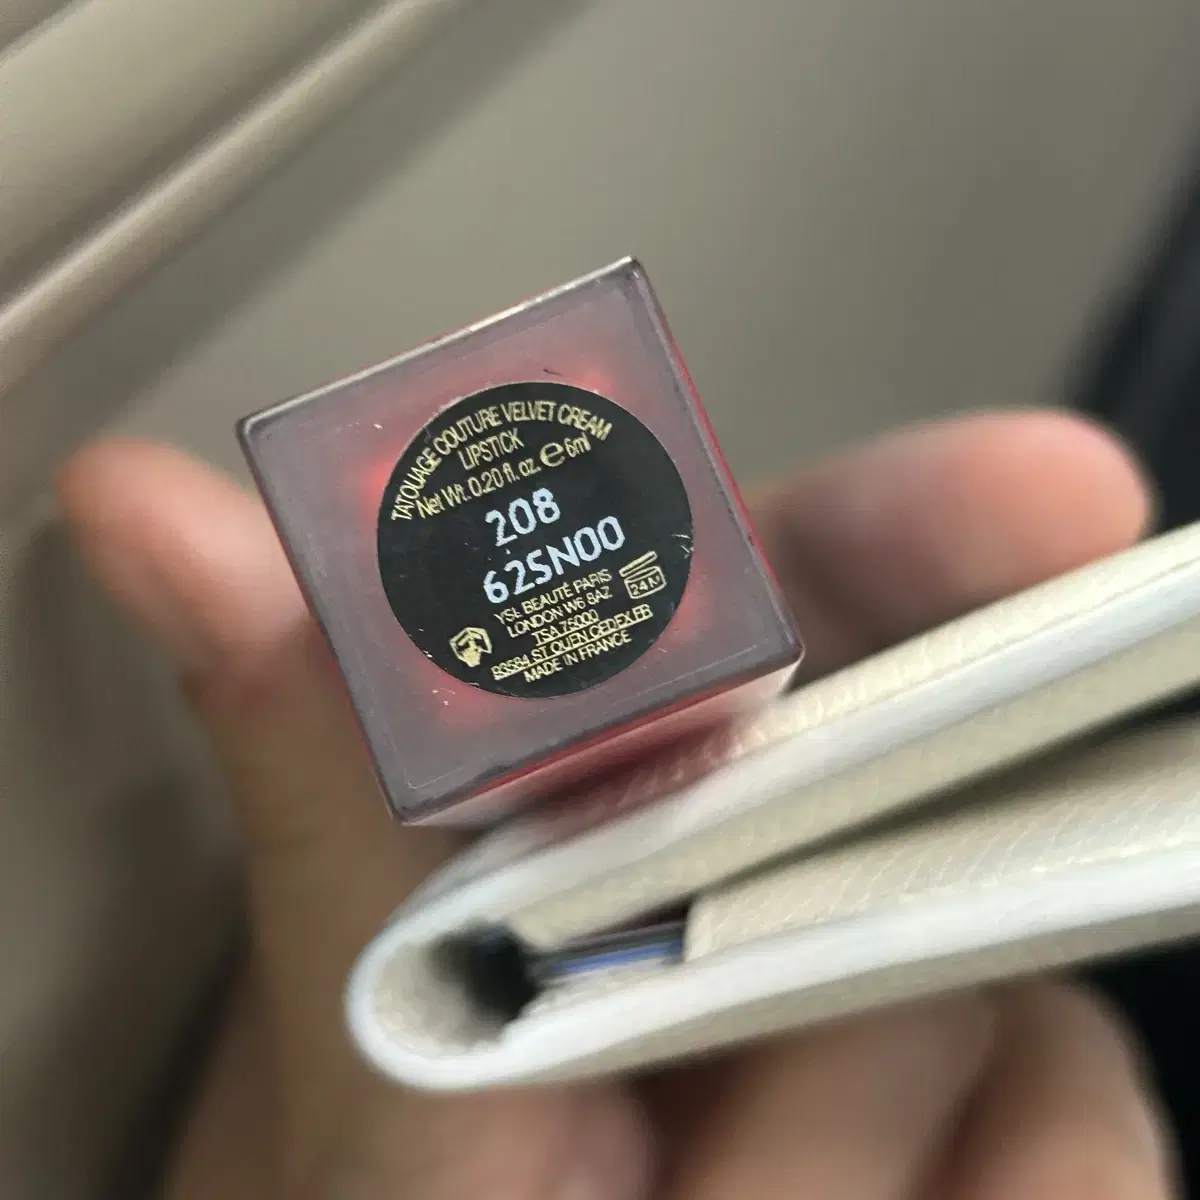 TATOUAGE COUTURE VELVET CREAM
LIPSTICK
Net Wt. 0.20 fl. oz. e 6ml
208
62SN00
YSL BEAUTÉ PARIS
LONDON W6 8AZ
24 M
TSA 75000
93584 ST OUEN CEDEX, FR
MADE IN FRANCE